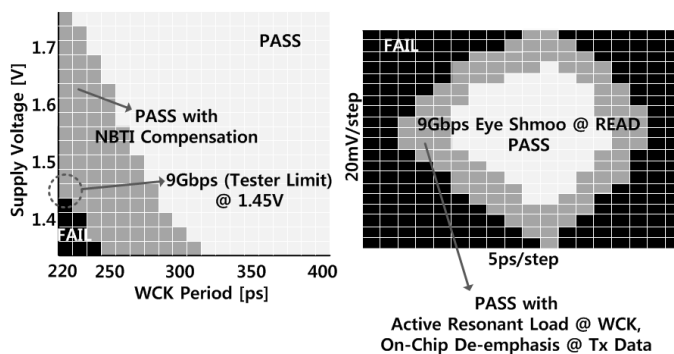 1.7
1.6
1.5
1.4
Supply Voltage [V]
PASS
PASS with
NBTI Compensation
9Gbps (Tester Limit)
@ 1.45V
FAIL
220 250 300 350 400
WCK Period [ps]
FAIL
20mV/step
9Gbps Eye Shmoo @ READ
PASS
5ps/step
PASS with
Active Resonant Load @ WCK,
On-Chip De-emphasis @ Tx Data